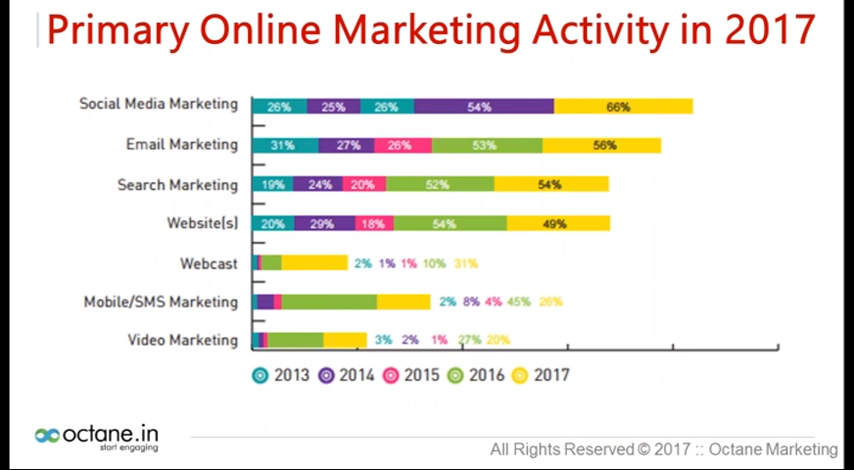 Primary Online Marketing Activity in 2017
Social Media Marketing 26% 25% 26% 54% 66%
Email Marketing 31% 27% 26% 53% 56%
Search Marketing 19% 24% 20% 52% 54%
Website(s) 20% 29% 18% 54% 49%
Webcast 2% 1% 1% 10% 31%
Mobile/SMS Marketing 2% 8% 4% 45% 26%
Video Marketing 3% 2% 1% 27% 20%
2013 2014 2015 2016 2017
octane.in
start engaging
All Rights Reserved © 2017 :: Octane Marketing